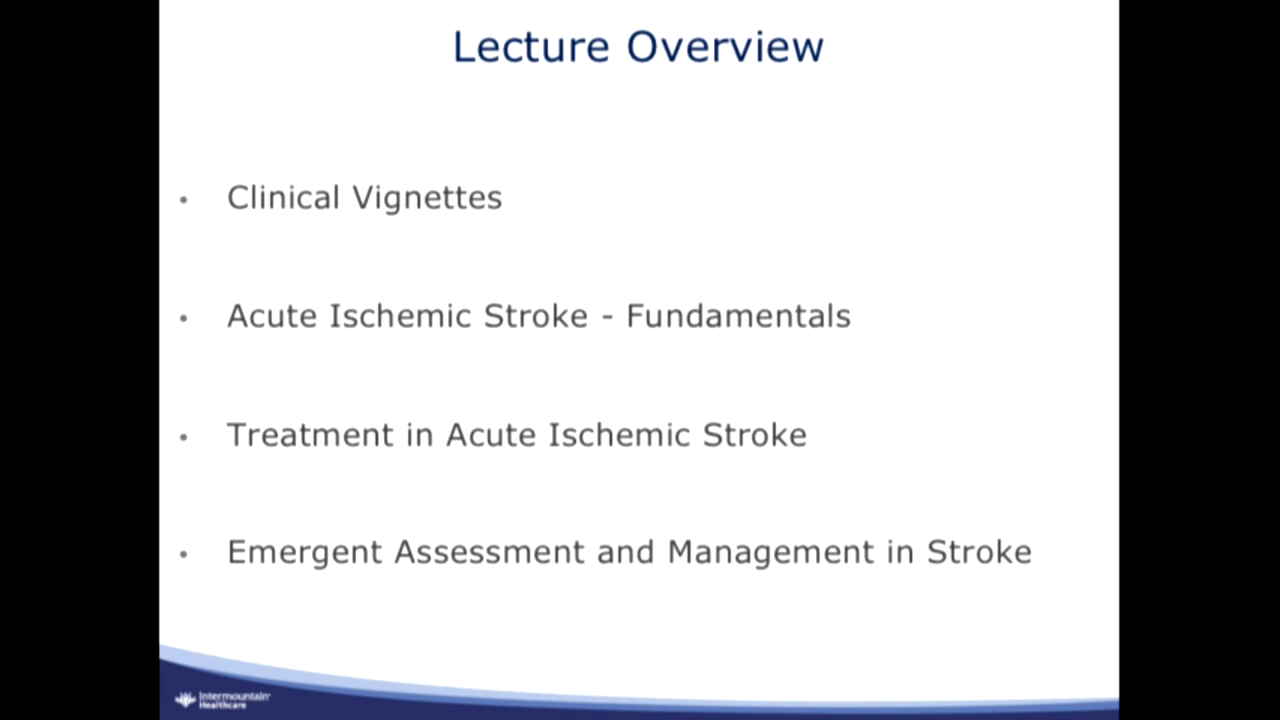 Lecture Overview
• Clinical Vignettes
• Acute Ischemic Stroke - Fundamentals
• Treatment in Acute Ischemic Stroke
• Emergent Assessment and Management in Stroke
Intermountain
Healthcare